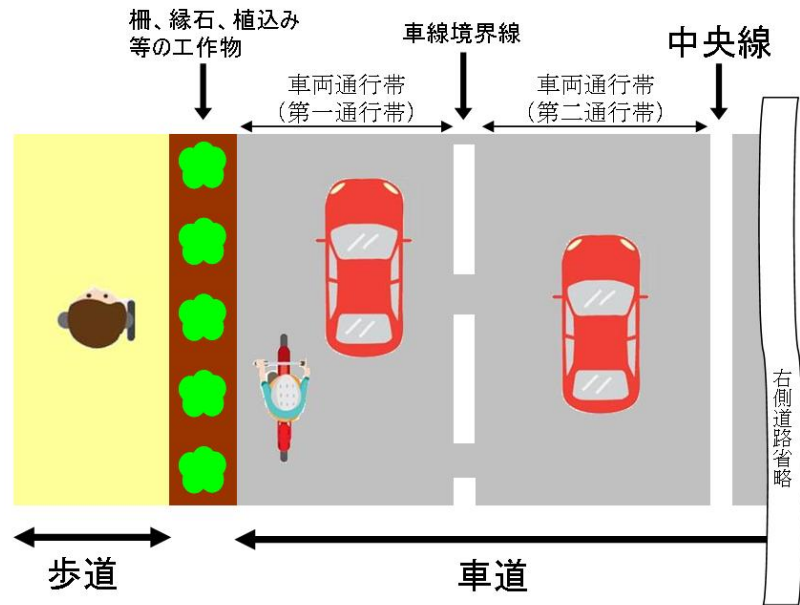 柵、縁石、植込み
等の工作物
車両通行帯
(第一通行帯)
車線境界線
車両通行帯
(第二通行帯)
中央線
右側道路省略
歩道
車道